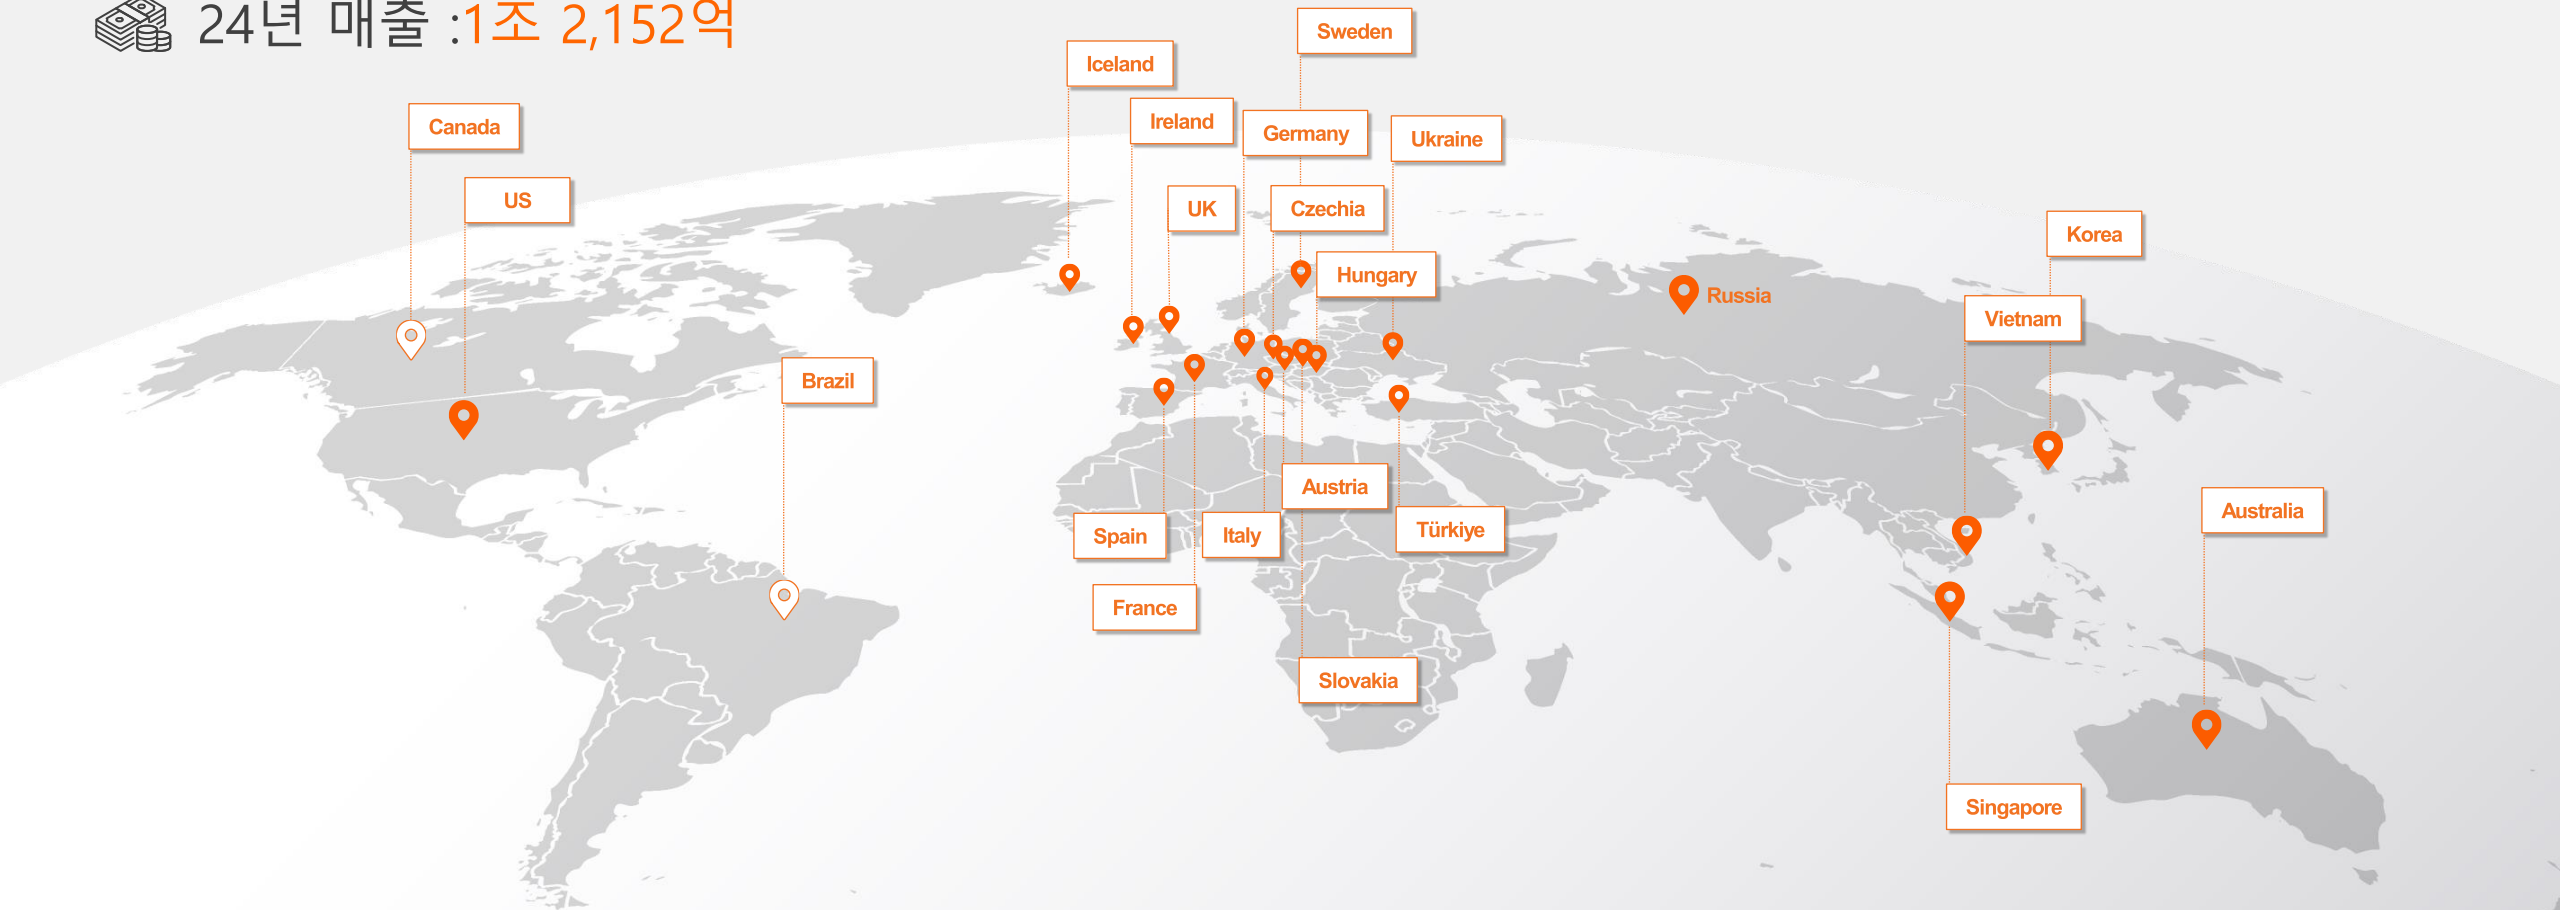 24년 매출 :1조 2,152억
Sweden
Iceland
Canada
Ireland
Germany
Ukraine
US
UK
Czechia
Korea
Hungary
Russia
Vietnam
Brazil
Austria
Australia
Spain
Italy
Türkiye
France
Slovakia
Singapore